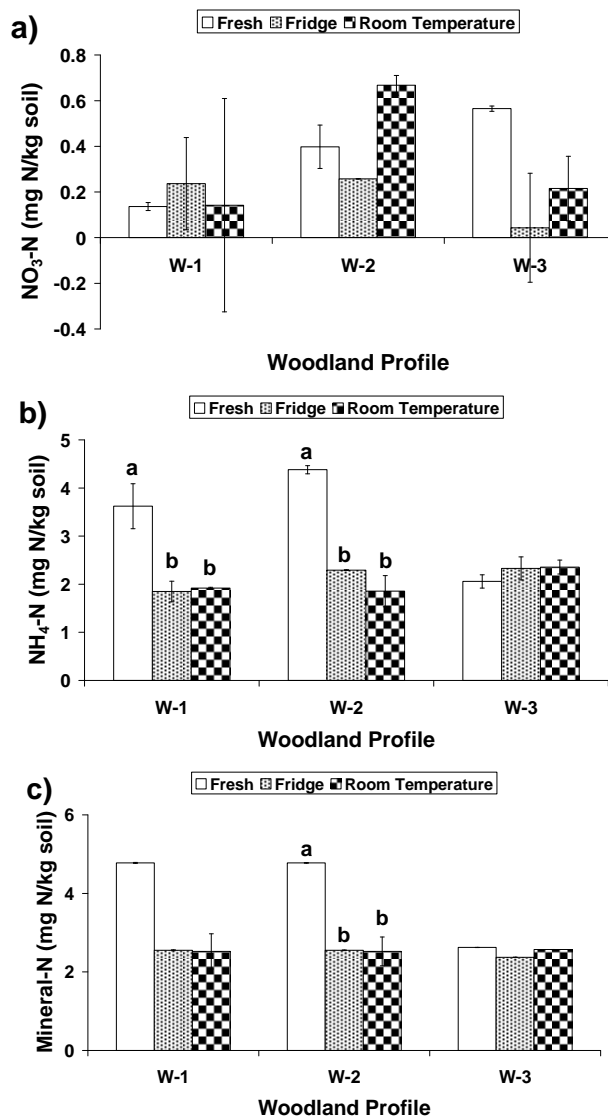 a)
Fresh Fridge Room Temperature
NO₃-N (mg N/kg soil)
0.8
0.6
0.4
0.2
0
-0.2
-0.4
W-1 W-2 W-3
Woodland Profile
b)
Fresh Fridge Room Temperature
NH₄-N (mg N/kg soil)
5
4
3
2
1
0
a b b a b b
W-1 W-2 W-3
Woodland Profile
c)
Fresh Fridge Room Temperature
Mineral-N (mg N/kg soil)
6
4
2
0
a b b
W-1 W-2 W-3
Woodland Profile